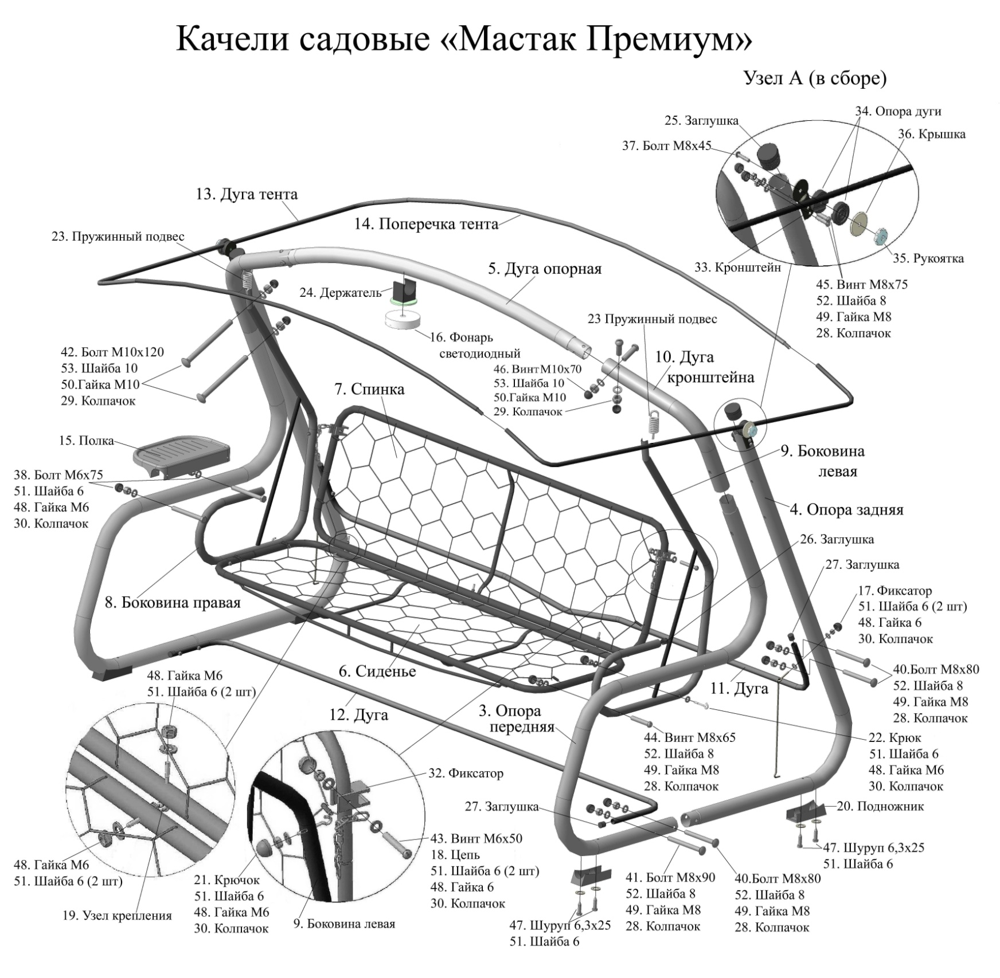 Качели садовые «Мастак Премиум»
Узел А (в сборе)
34. Опора дуги
25. Заглушка
36. Крышка
37. Болт М8х45
13. Дуга тента
14. Поперечка тента
23. Пружинный подвес
35. Рукоятка
33. Кронштейн
5. Дуга опорная
45. Винт М8х75
52. Шайба 8
49. Гайка М8
28. Колпачок
24. Держатель
23 Пружинный подвес
16. Фонарь
светодиодный
42. Болт М10х120
53. Шайба 10
50.Гайка М10
29. Колпачок
10. Дуга
кронштейна
46. ВинтМ10х70
53. Шайба 10
50.Гайка М10
29. Колпачок
7. Спинка
15. Полка
9. Боковина
левая
38. Болт М6х75
51. Шайба 6
48. Гайка М6
30. Колпачок
4. Опора задняя
26. Заглушка
27. Заглушка
17. Фиксатор
51. Шайба 6 (2 шт)
48. Гайка 6
30. Колпачок
8. Боковина правая
6. Сиденье
40.Болт М8х80
52. Шайба 8
49. Гайка М8
28. Колпачок
11. Дуга
48. Гайка М6
51. Шайба 6 (2 шт)
12. Дуга
3. Опора
передняя
44. Винт М8х65
52. Шайба 8
49. Гайка М8
28. Колпачок
22. Крюк
51. Шайба 6
48. Гайка М6
30. Колпачок
32. Фиксатор
27. Заглушка
20. Подножник
43. Винт М6х50
18. Цепь
51. Шайба 6 (2 шт)
48. Гайка 6
30. Колпачок
47. Шуруп 6,3х25
51. Шайба 6
48. Гайка М6
51. Шайба 6 (2 шт)
21. Крючок
51. Шайба 6
48. Гайка М6
30. Колпачок
41. Болт М8х90
52. Шайба 8
49. Гайка М8
28. Колпачок
40.Болт М8х80
52. Шайба 8
49. Гайка М8
28. Колпачок
19. Узел крепления
9. Боковина левая
47. Шуруп 6,3х25
51. Шайба 6